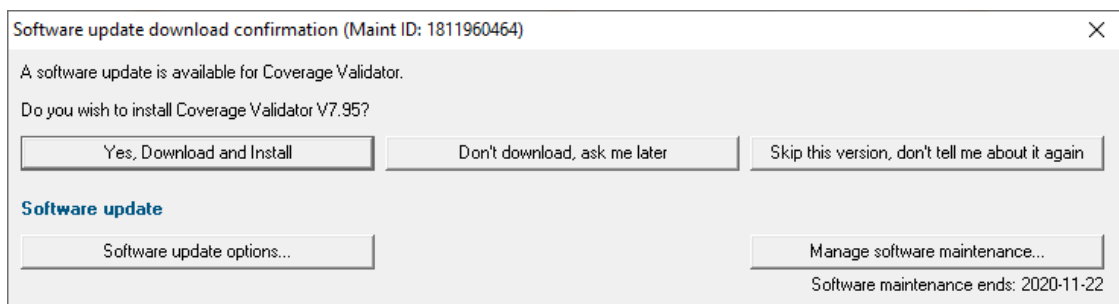 Software update download confirmation (Maint ID: 1811960464)
A software update is available for Coverage Validator.
Do you wish to install Coverage Validator V7.95?
Yes, Download and Install
Don't download, ask me later
Skip this version, don't tell me about it again
Software update
Software update options...
Manage software maintenance...
Software maintenance ends: 2020-11-22